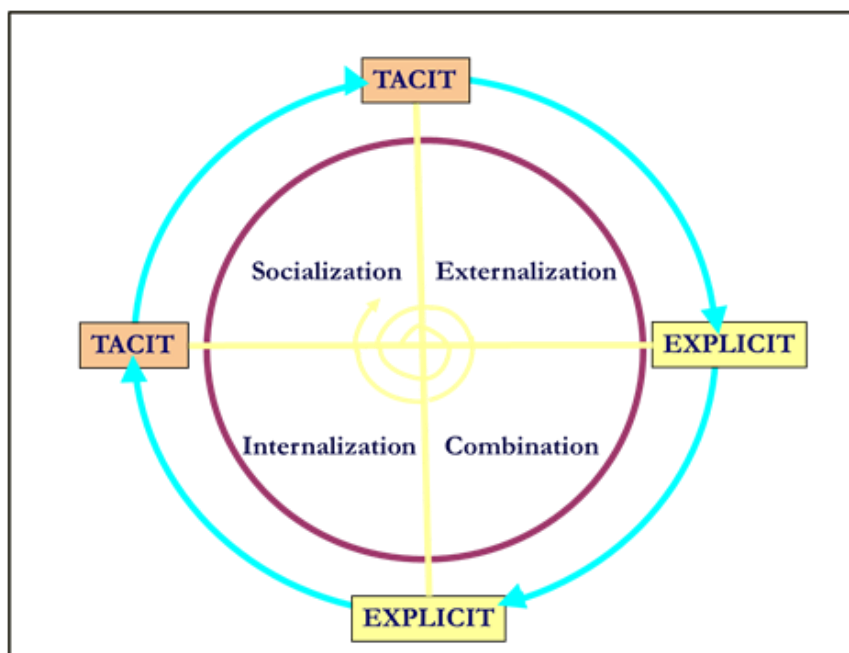 TACIT
Socialization Externalization
TACIT
EXPLICIT
Internalization Combination
EXPLICIT